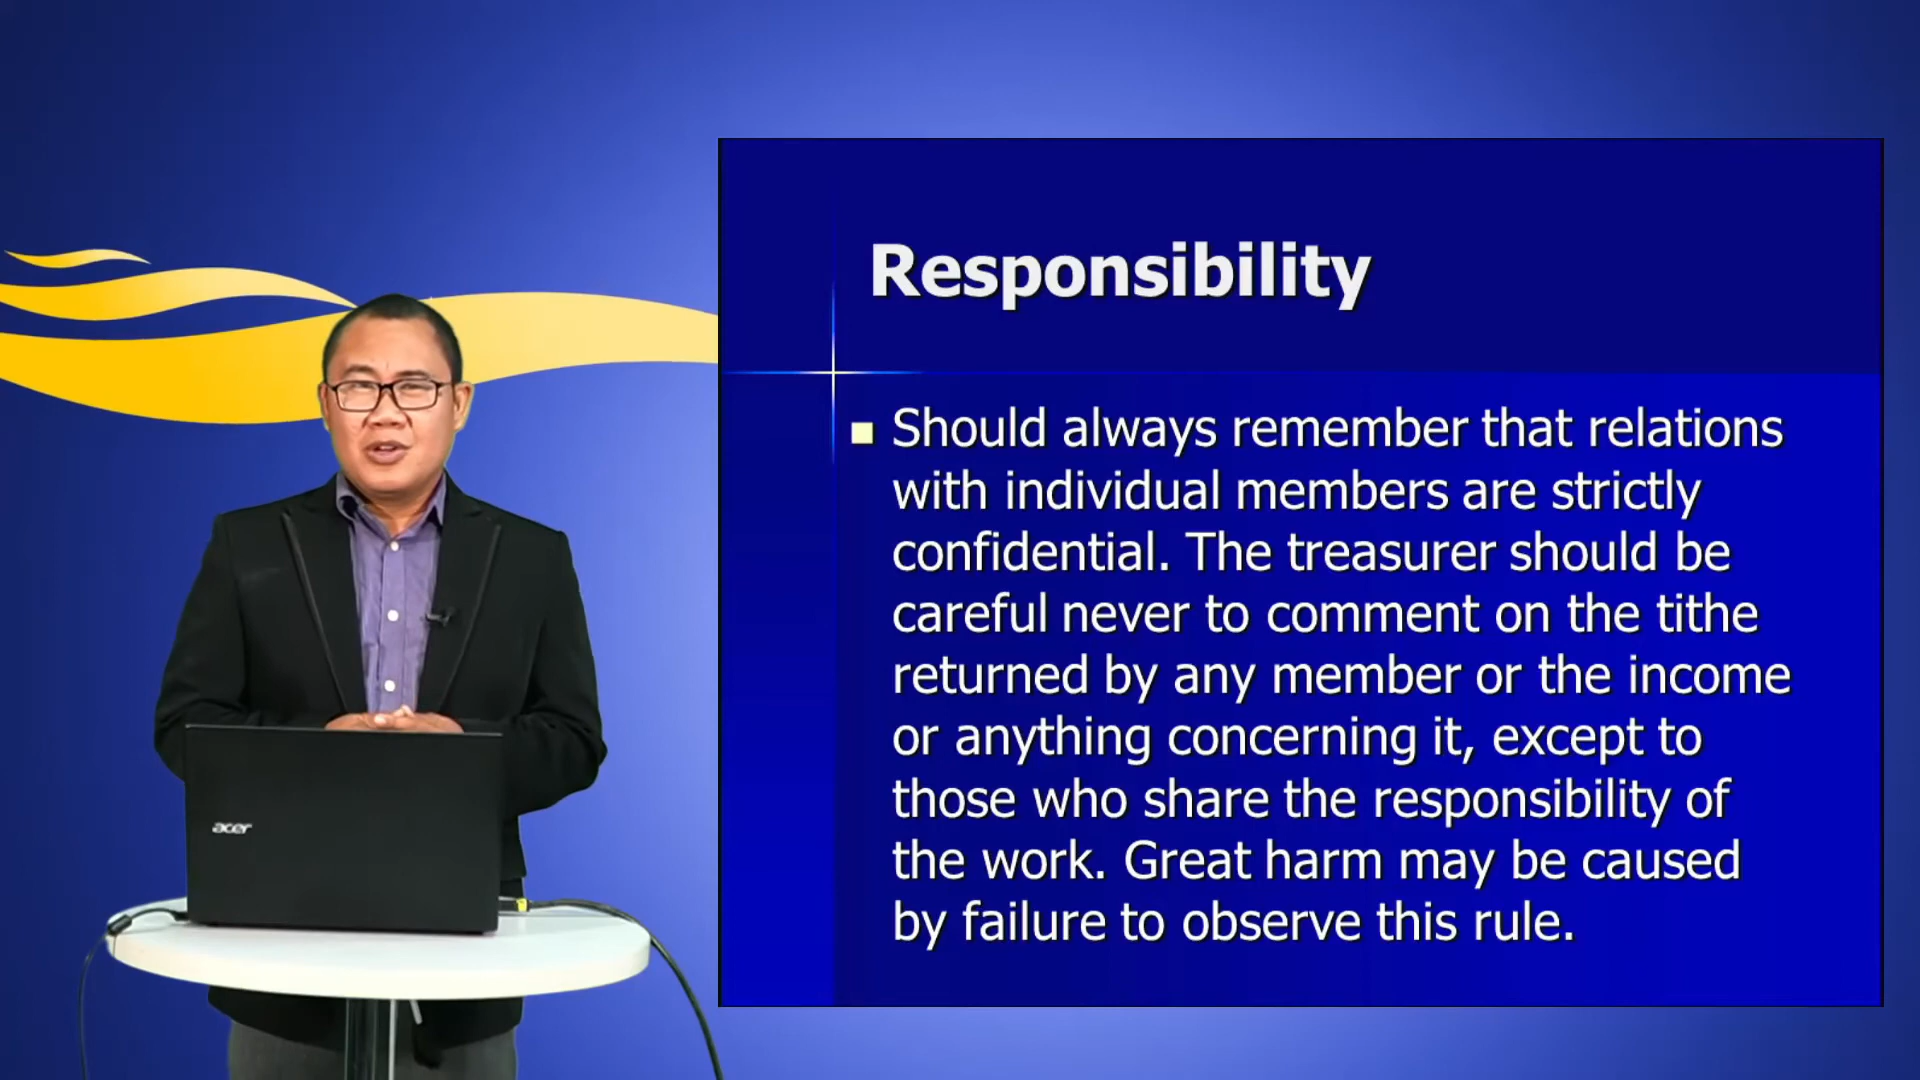 Responsibility
Should always remember that relations
with individual members are strictly
confidential. The treasurer should be
careful never to comment on the tithe
returned by any member or the income
or anything concerning it, except to
those who share the responsibility of
the work. Great harm may be caused
by failure to observe this rule.
acer